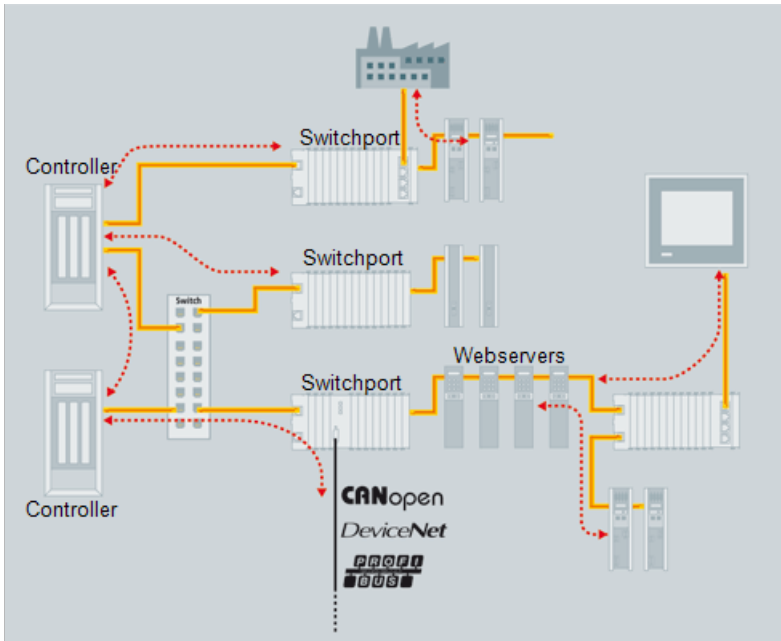 Switchport
Controller
Switchport
Switch
Webservers
Switchport
Controller
CANopen
DeviceNet
PROFI
BUS